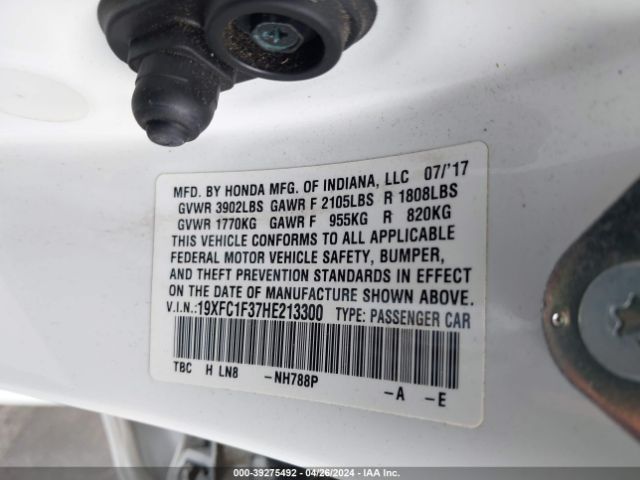 MFD. BY HONDA MFG. OF INDIANA, LLC 07/'17
GVWR 3902LBS GAWR F 2105LBS R 1808LBS
GVWR 1770KG GAWR F 955KG R 820KG
THIS VEHICLE CONFORMS TO ALL APPLICABLE
FEDERAL MOTOR VEHICLE SAFETY, BUMPER,
AND THEFT PREVENTION STANDARDS IN EFFECT
ON THE DATE OF MANUFACTURE SHOWN ABOVE.
V.I.N.:19XFC1F37HE213300 TYPE: PASSENGER CAR
TBC H LN8 -NH788P -A -E
000-39275492 - 04/26/2024 - IAA Inc.